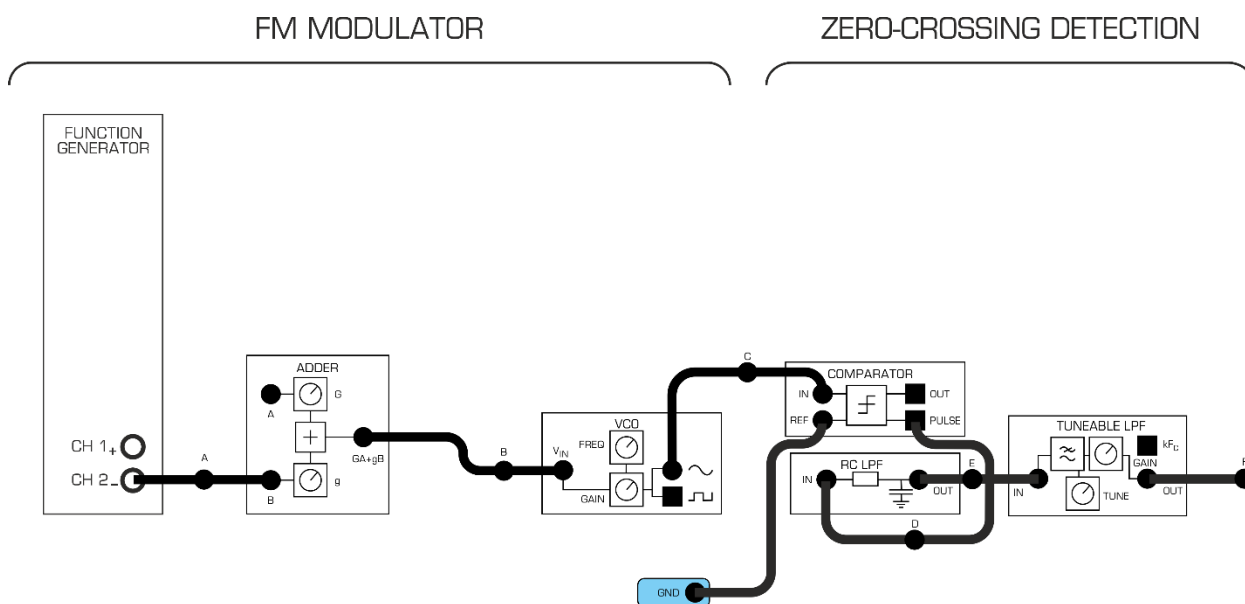 FM MODULATOR
ZERO-CROSSING DETECTION
FUNCTION
GENERATOR
CH 1+
CH 2-
A
ADDER
A
G
GA+gB
B
g
B
VCO
FREQ
VIN
GAIN
C
COMPARATOR
IN
OUT
REF
PULSE
RC LPF
IN
OUT
D
E
GND
TUNEABLE LPF
kFC
GAIN
IN
OUT
TUNE